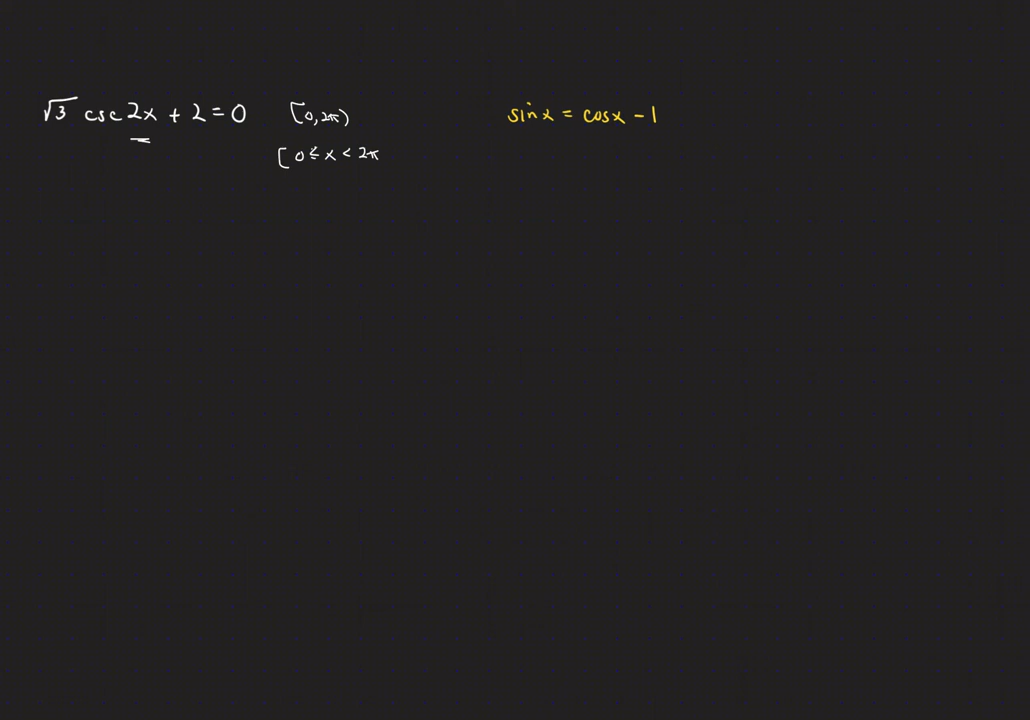 √3 csc 2x + 2 = 0 [0, 2π)
[ 0 ≤ x < 2π
sin x = cos x - 1